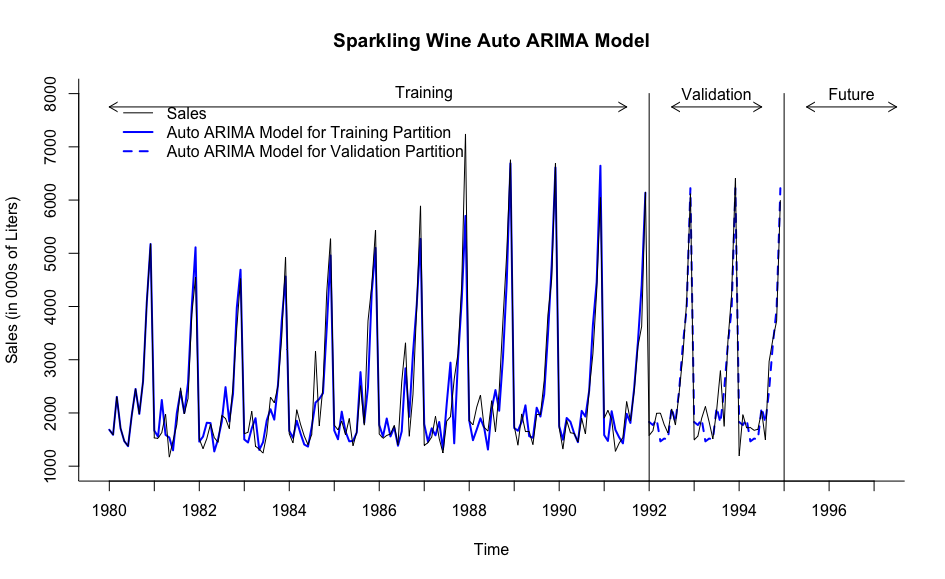 Sparkling Wine Auto ARIMA Model
Training
Validation
Future
Sales
Auto ARIMA Model for Training Partition
Auto ARIMA Model for Validation Partition
Sales (in 000s of Liters)
8000
7000
6000
5000
4000
3000
2000
1000
1980 1982 1984 1986 1988 1990 1992 1994 1996
Time